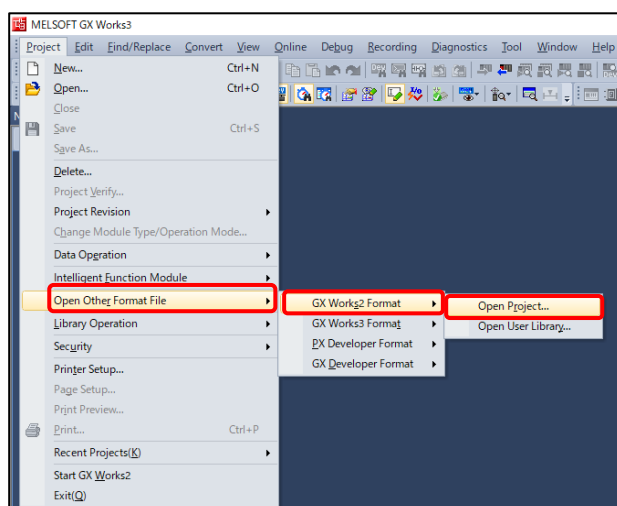 MELSOFT GX Works3
Project Edit Find/Replace Convert View Online Debug Recording Diagnostics Tool Window Help
New... Ctrl+N
Open... Ctrl+O
Close
Save Ctrl+S
Save As...
Delete...
Project Verify...
Project Revision
Change Module Type/Operation Mode...
Data Operation
Intelligent Function Module
Open Other Format File
GX Works2 Format
Open Project...
Library Operation
GX Works3 Format
Open User Library...
Security
PX Developer Format
Printer Setup...
GX Developer Format
Page Setup...
Print Preview...
Print... Ctrl+P
Recent Projects(K)
Start GX Works2
Exit(Q)